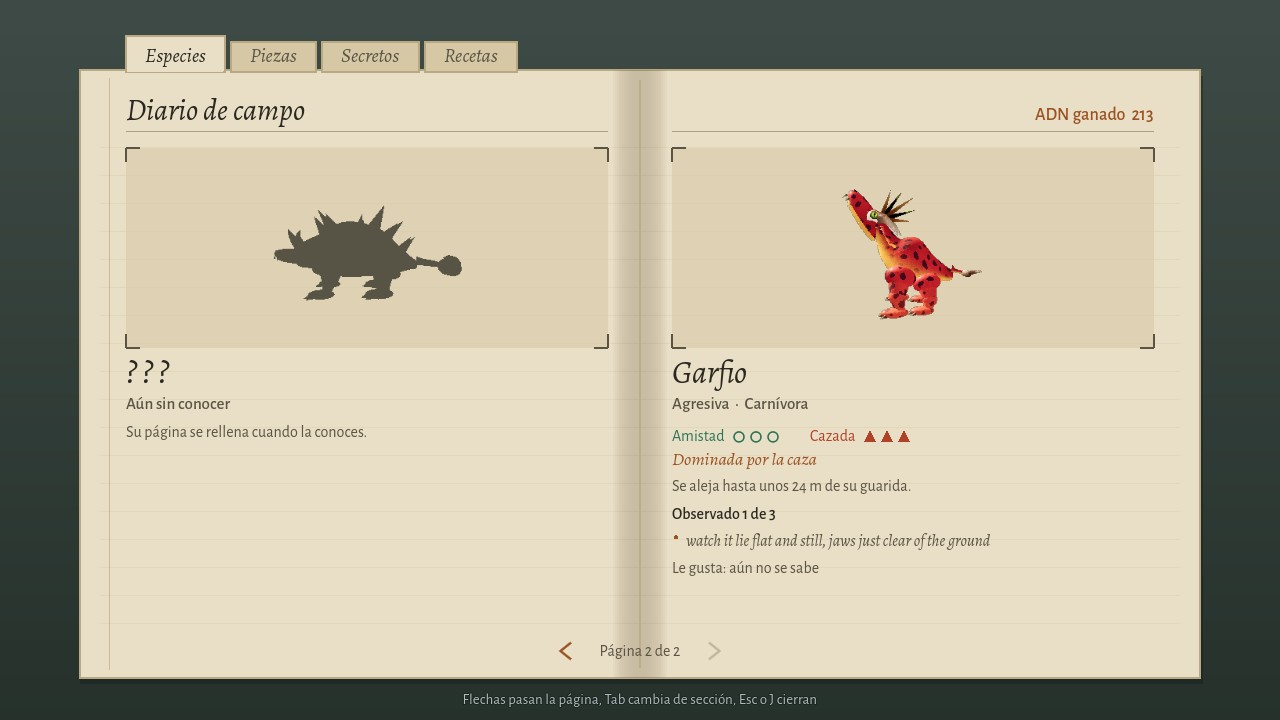 Especies
Piezas
Secretos
Recetas
Diario de campo
ADN ganado 213
? ? ?
Aún sin conocer
Su página se rellena cuando la conoces.
Garfio
Agresiva · Carnívora
Amistad
Cazada
Dominada por la caza
Se aleja hasta unos 24 m de su guarida.
Observado 1 de 3
• watch it lie flat and still, jaws just clear of the ground
Le gusta: aún no se sabe
Página 2 de 2
Flechas pasan la página, Tab cambia de sección, Esc o J cierran